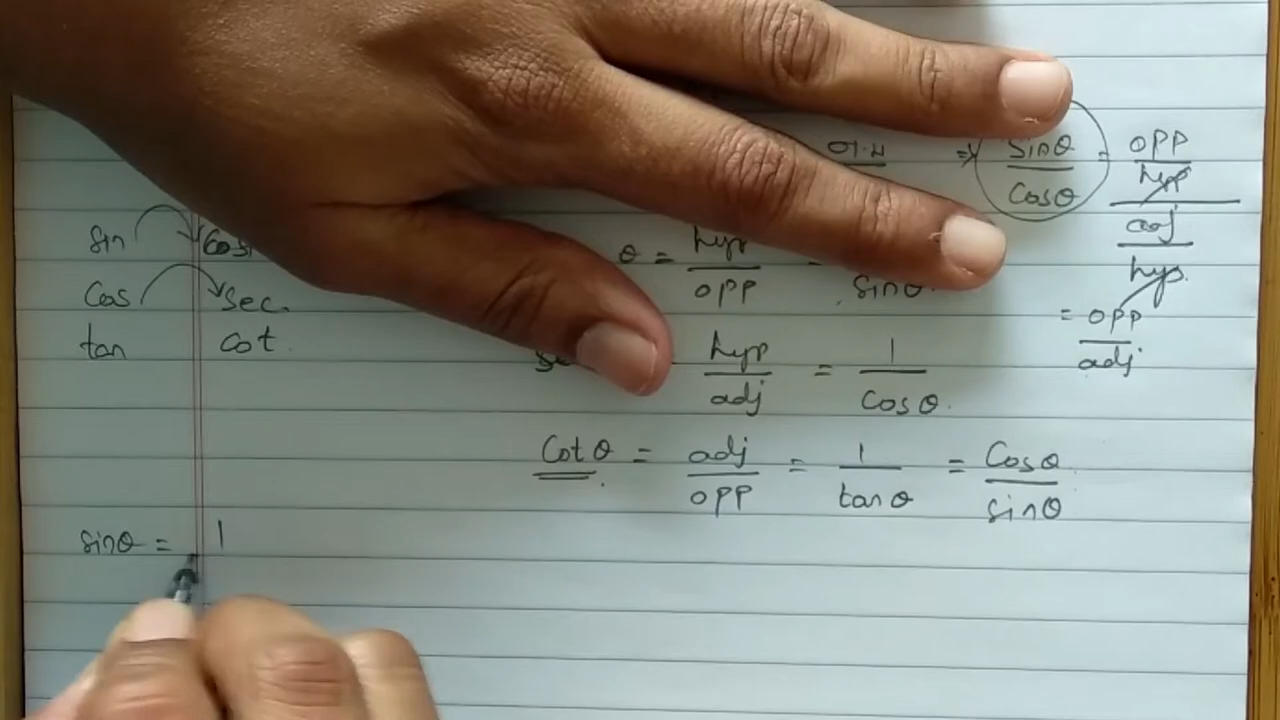 ⇒ sinθ/cosθ = opp/hyp / adj/hyp
sin
θ = hyp/opp = sinθ
cos sec.
= opp/adj
tan cot
hyp/adj = 1/cosθ.
cotθ = adj/opp = 1/tanθ = cosθ/sinθ
sinθ = 1